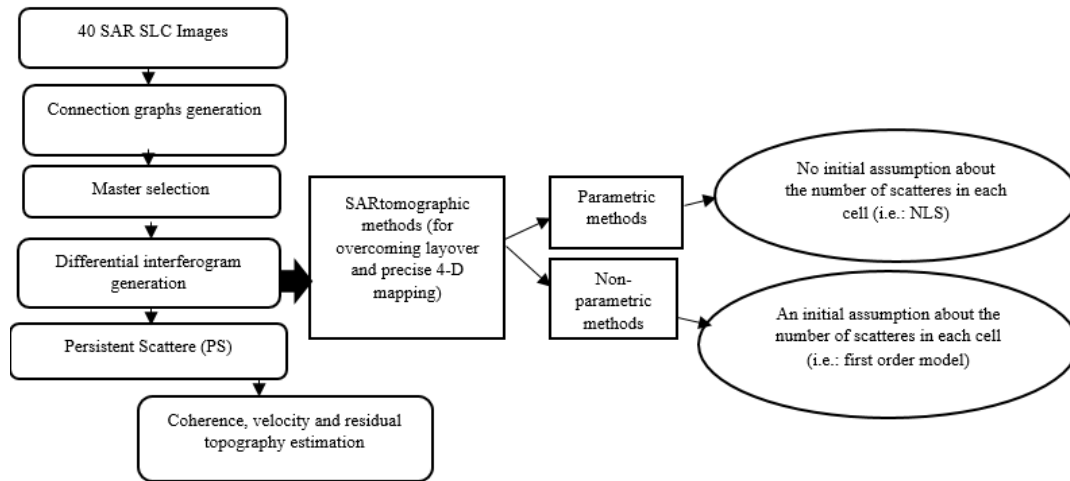 40 SAR SLC Images
Connection graphs generation
Master selection
Differential interferogram
generation
Persistent Scattere (PS)
Coherence, velocity and residual
topography estimation
SARtomographic
methods (for
overcoming layover
and precise 4-D
mapping)
Parametric
methods
Non-
parametric
methods
No initial assumption about
the number of scatteres in each
cell (i.e.: NLS)
An initial assumption about the
number of scatteres in each cell
(i.e.: first order model)